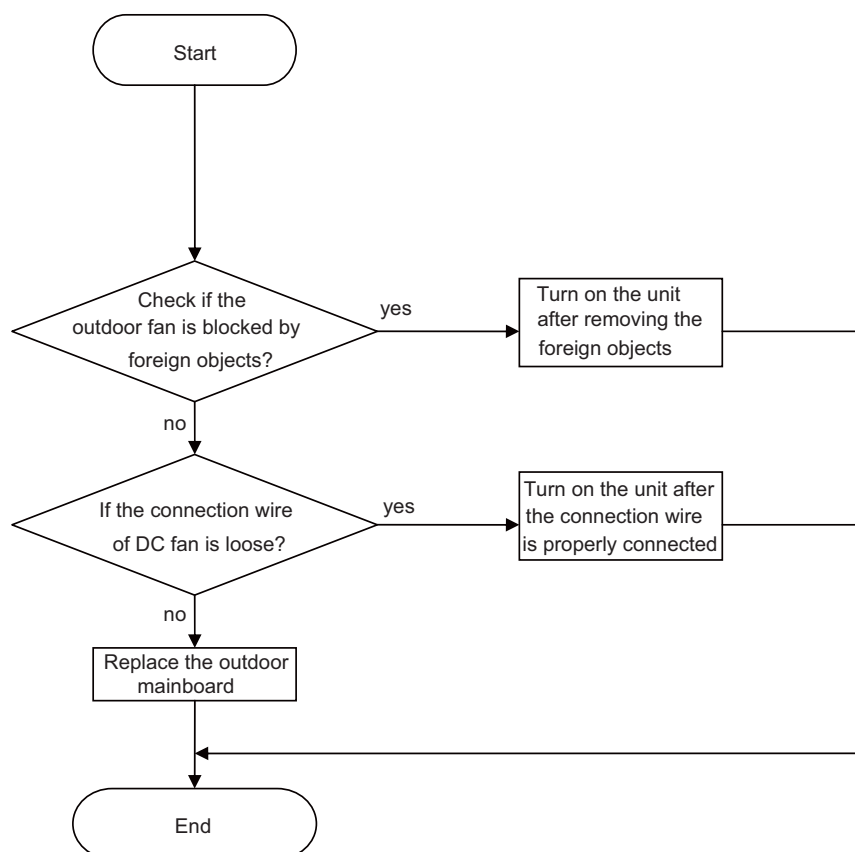 Start
Check if the
outdoor fan is blocked by
foreign objects?
yes
Turn on the unit
after removing the
foreign objects
no
If the connection wire
of DC fan is loose?
yes
Turn on the unit after
the connection wire
is properly connected
no
Replace the outdoor
mainboard
End